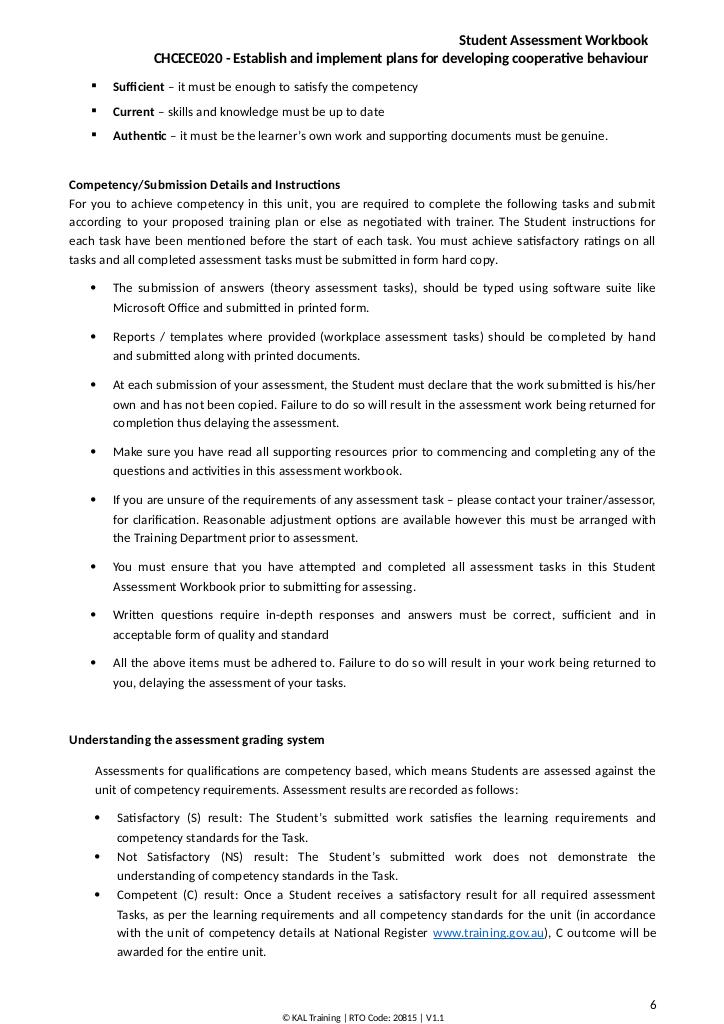 Student Assessment Workbook
CHCECE020 - Establish and implement plans for developing cooperative behaviour
▪ Sufficient – it must be enough to satisfy the competency
▪ Current – skills and knowledge must be up to date
▪ Authentic – it must be the learner's own work and supporting documents must be genuine.
Competency/Submission Details and Instructions
For you to achieve competency in this unit, you are required to complete the following tasks and submit
according to your proposed training plan or else as negotiated with trainer. The Student instructions for
each task have been mentioned before the start of each task. You must achieve satisfactory ratings on all
tasks and all completed assessment tasks must be submitted in form hard copy.
• The submission of answers (theory assessment tasks), should be typed using software suite like
Microsoft Office and submitted in printed form.
• Reports / templates where provided (workplace assessment tasks) should be completed by hand
and submitted along with printed documents.
• At each submission of your assessment, the Student must declare that the work submitted is his/her
own and has not been copied. Failure to do so will result in the assessment work being returned for
completion thus delaying the assessment.
• Make sure you have read all supporting resources prior to commencing and completing any of the
questions and activities in this assessment workbook.
• If you are unsure of the requirements of any assessment task – please contact your trainer/assessor,
for clarification. Reasonable adjustment options are available however this must be arranged with
the Training Department prior to assessment.
• You must ensure that you have attempted and completed all assessment tasks in this Student
Assessment Workbook prior to submitting for assessing.
• Written questions require in-depth responses and answers must be correct, sufficient and in
acceptable form of quality and standard
• All the above items must be adhered to. Failure to do so will result in your work being returned to
you, delaying the assessment of your tasks.
Understanding the assessment grading system
Assessments for qualifications are competency based, which means Students are assessed against the
unit of competency requirements. Assessment results are recorded as follows:
• Satisfactory (S) result: The Student's submitted work satisfies the learning requirements and
competency standards for the Task.
• Not Satisfactory (NS) result: The Student's submitted work does not demonstrate the
understanding of competency standards in the Task.
• Competent (C) result: Once a Student receives a satisfactory result for all required assessment
Tasks, as per the learning requirements and all competency standards for the unit (in accordance
with the unit of competency details at National Register www.training.gov.au), C outcome will be
awarded for the entire unit.
6
© KAL Training | RTO Code: 20815 | V1.1